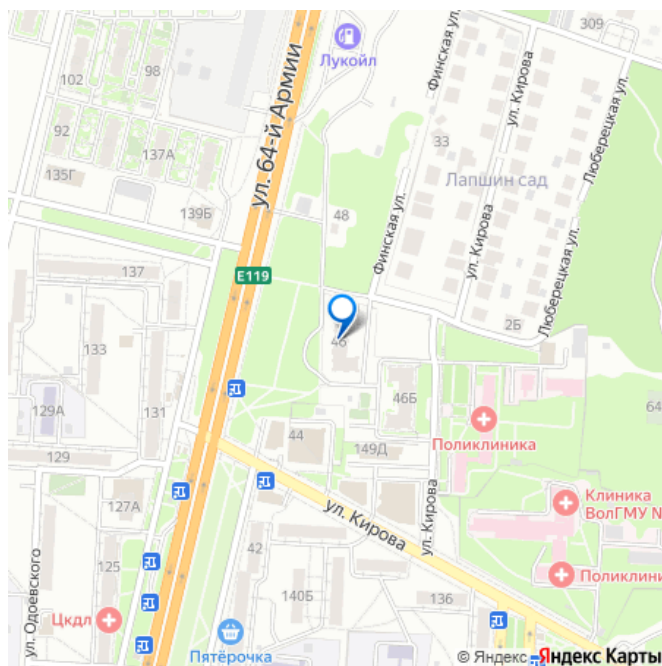 309
Лукойл
98
102
ул. 64-й Армии
Финская ул.
ул. Кирова
Люберецкая ул.
92
137А
33
135Г
Лапшин сад
139Б
48
Финская ул.
ул. Кирова
Люберецкая ул.
137
E119
2Б
46
133
46Б
64
129А
131
44
Поликлиника
149Д
129
Клиника
ВолГМУ N
127А
ул. Кирова
ул. Кирова
42
125
Поликлини
ул. Одоевского
140Б
136
Цкдл
Пятёрочка
© Яндекс
Яндекс Карты